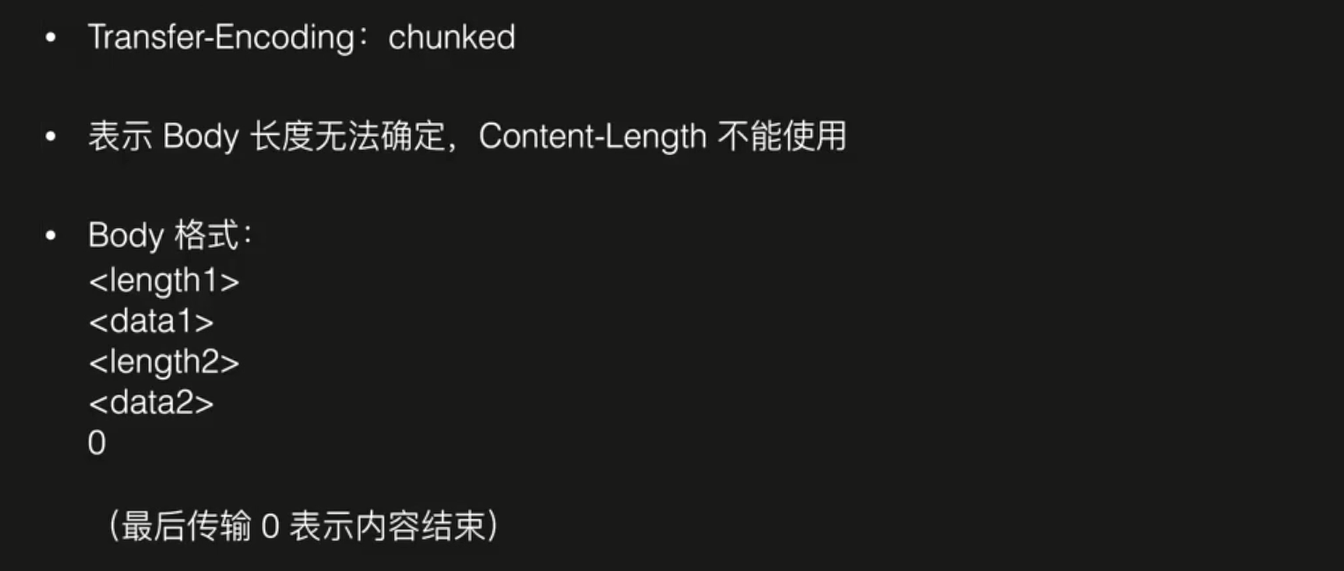 • Transfer-Encoding：chunked
• 表示 Body 长度无法确定，Content-Length 不能使用
• Body 格式：
<length1>
<data1>
<length2>
<data2>
0
（最后传输 0 表示内容结束）